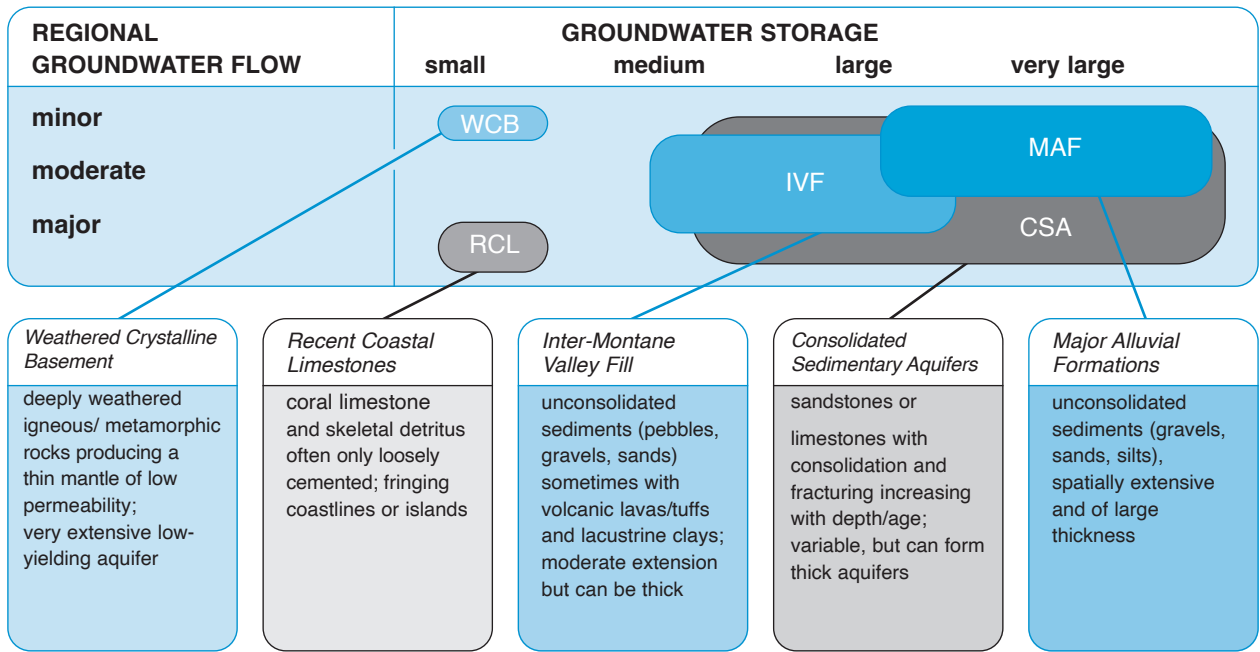 REGIONAL
GROUNDWATER FLOW
GROUNDWATER STORAGE
small medium large very large
minor
moderate
major
WCB
RCL
IVF
MAF
CSA
Weathered Crystalline
Basement
deeply weathered
igneous/ metamorphic
rocks producing a
thin mantle of low
permeability;
very extensive low-
yielding aquifer
Recent Coastal
Limestones
coral limestone
and skeletal detritus
often only loosely
cemented; fringing
coastlines or islands
Inter-Montane
Valley Fill
unconsolidated
sediments (pebbles,
gravels, sands)
sometimes with
volcanic lavas/tuffs
and lacustrine clays;
moderate extension
but can be thick
Consolidated
Sedimentary Aquifers
sandstones or
limestones with
consolidation and
fracturing increasing
with depth/age;
variable, but can form
thick aquifers
Major Alluvial
Formations
unconsolidated
sediments (gravels,
sands, silts),
spatially extensive
and of large
thickness